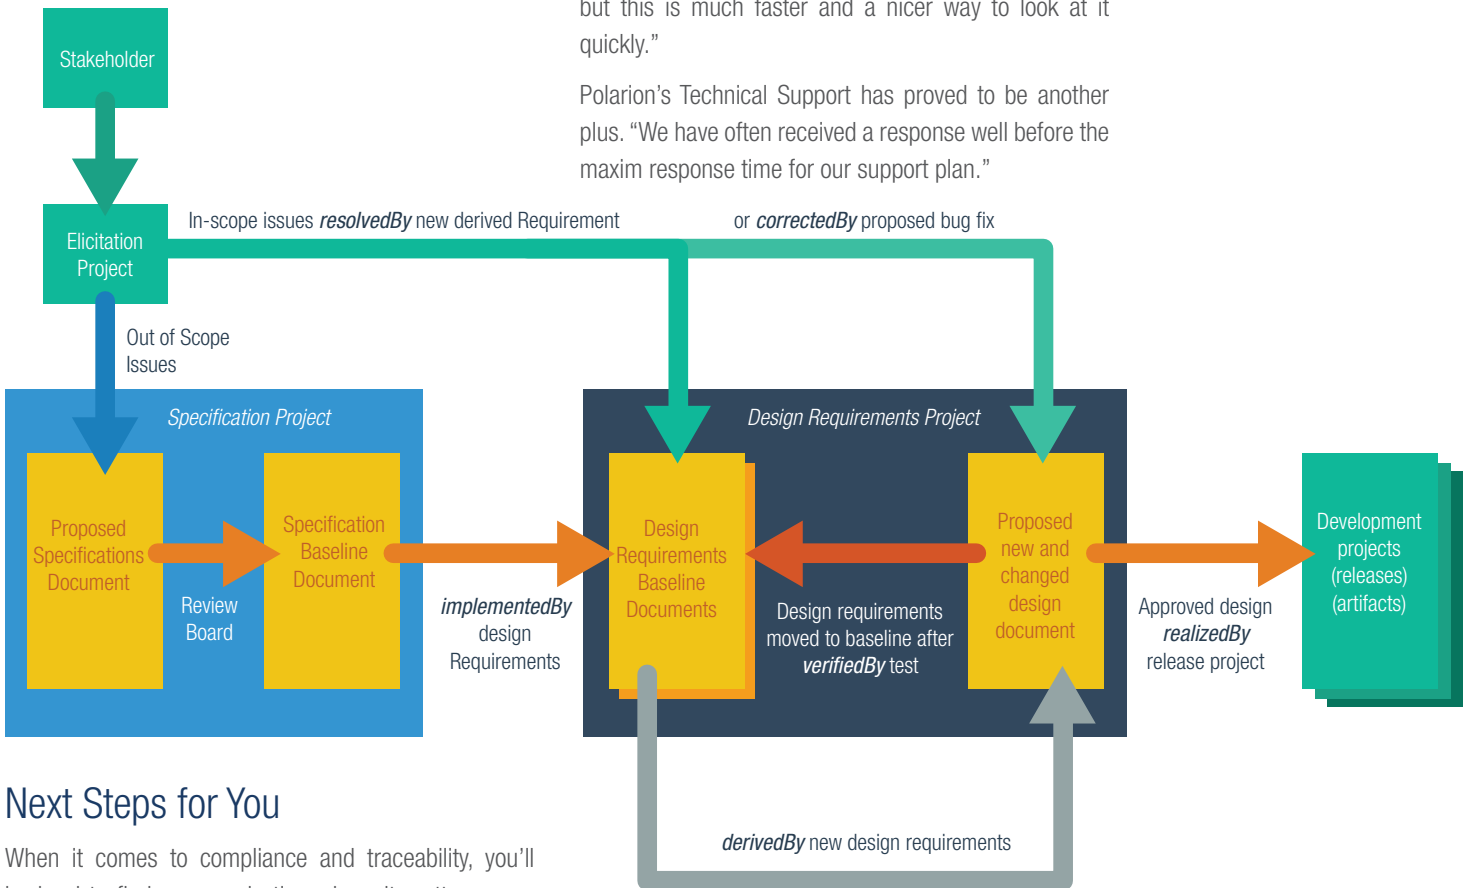 but this is much faster and a nicer way to look at it
quickly.”
Polarion’s Technical Support has proved to be another
plus. “We have often received a response well before the
maxim response time for our support plan.”
Stakeholder
Elicitation
Project
In-scope issues resolvedBy new derived Requirement
or correctedBy proposed bug fix
Out of Scope
Issues
Specification Project
Proposed
Specifications
Document
Review
Board
Specification
Baseline
Document
implementedBy
design
Requirements
Design Requirements Project
Design
Requirements
Baseline
Documents
Design requirements
moved to baseline after
verifiedBy test
Proposed
new and
changed
design
document
Approved design
realizedBy
release project
Development
projects
(releases)
(artifacts)
derivedBy new design requirements
Next Steps for You
When it comes to compliance and traceability, you’ll